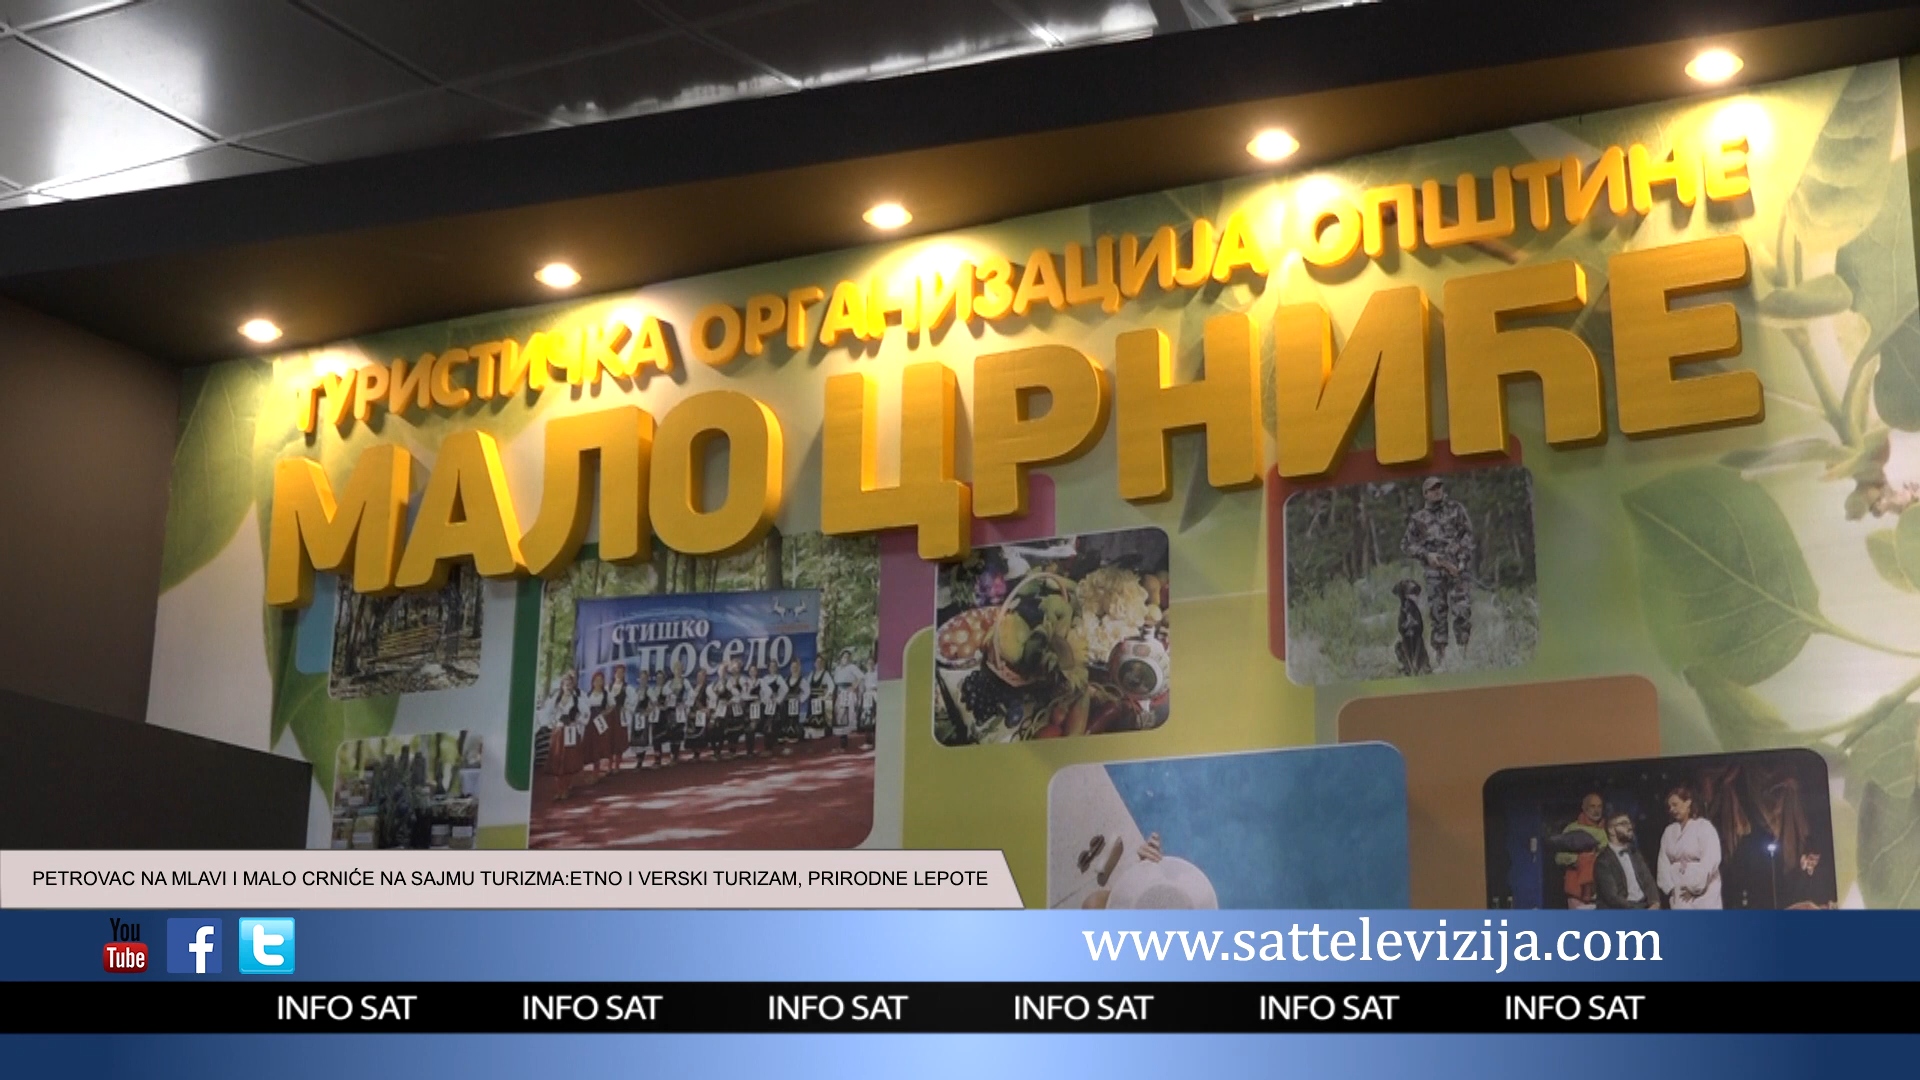 ТУРИСТИЧКА ОРГАНИЗАЦИЈА ОПШТИНЕ
МАЛО ЦРНИЋЕ
СТИШКО
ПОСЕЛО
PETROVAC NA MLAVI I MALO CRNIĆE NA SAJMU TURIZMA:ETNO I VERSKI TURIZAM, PRIRODNE LEPOTE
You
Tube
f
t
www.sattelevizija.com
INFO SAT INFO SAT INFO SAT INFO SAT INFO SAT INFO SAT